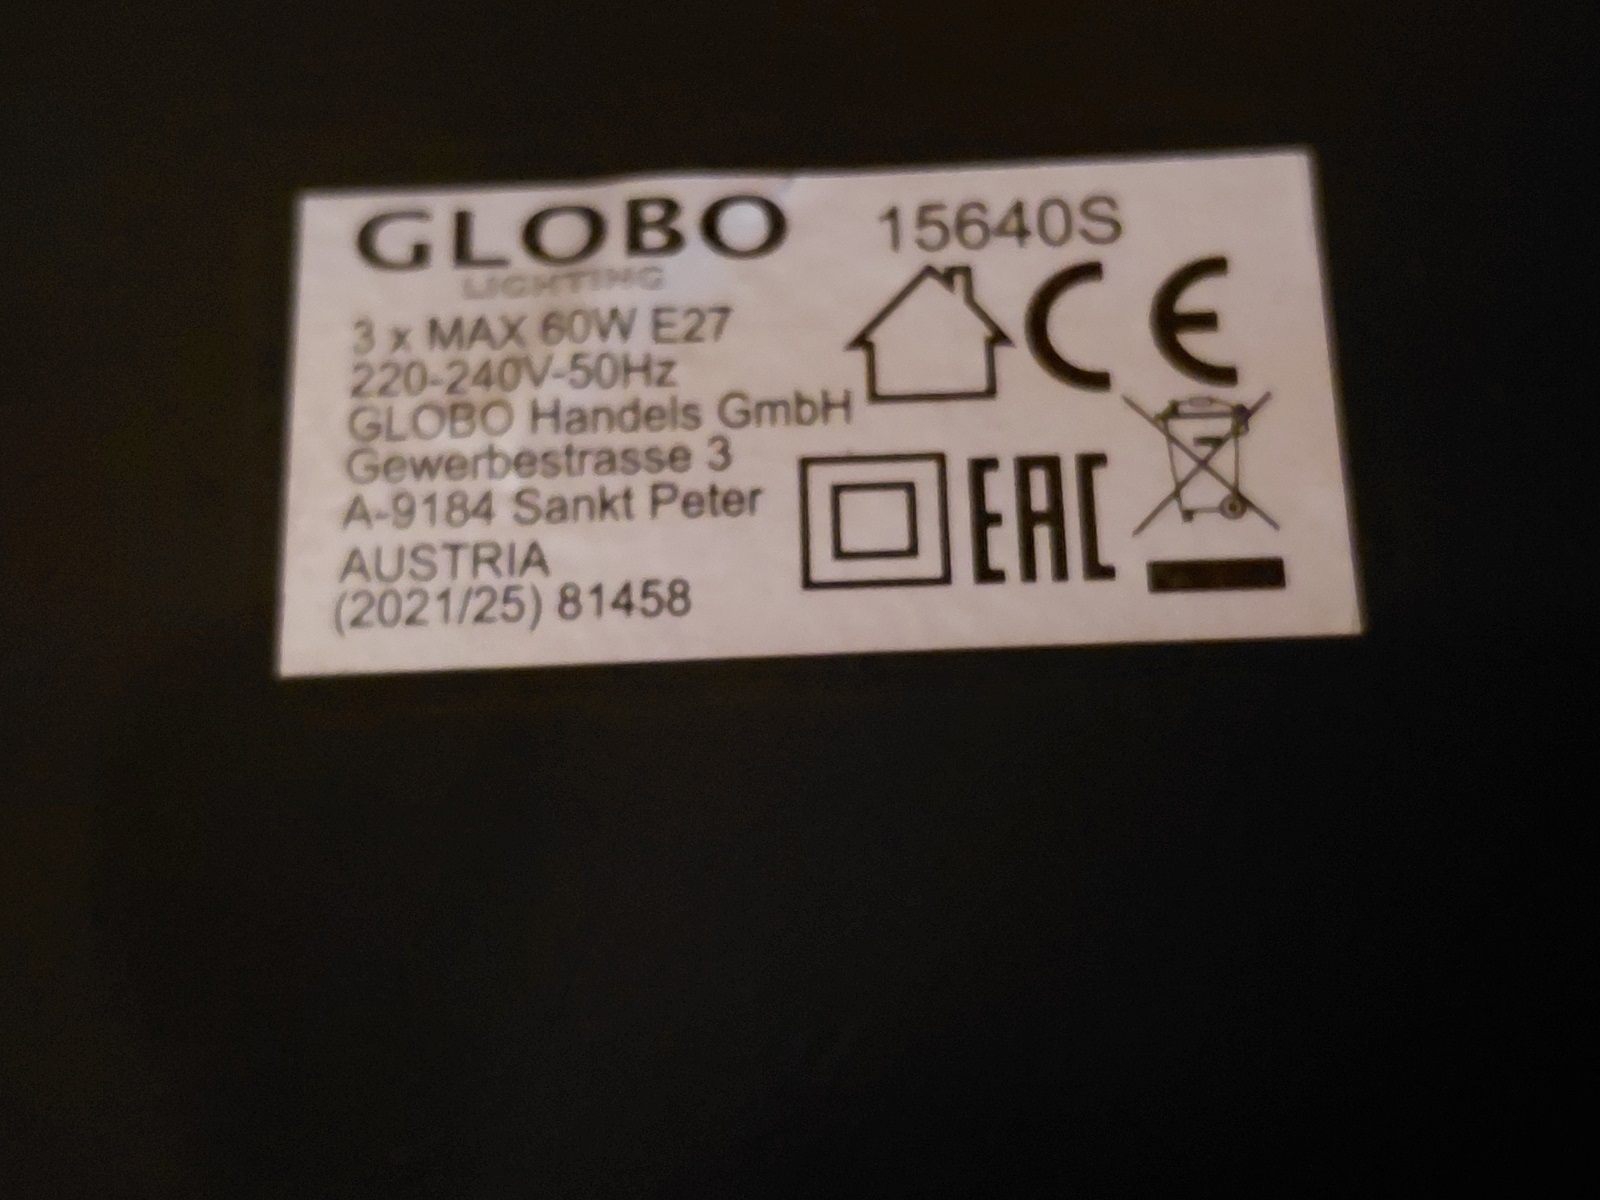 GLOBO 15640S
LIGHTING
3 x MAX 60W E27
220-240V-50Hz
GLOBO Handels GmbH
Gewerbestrasse 3
A-9184 Sankt Peter
AUSTRIA
(2021/25) 81458
CE
EAC